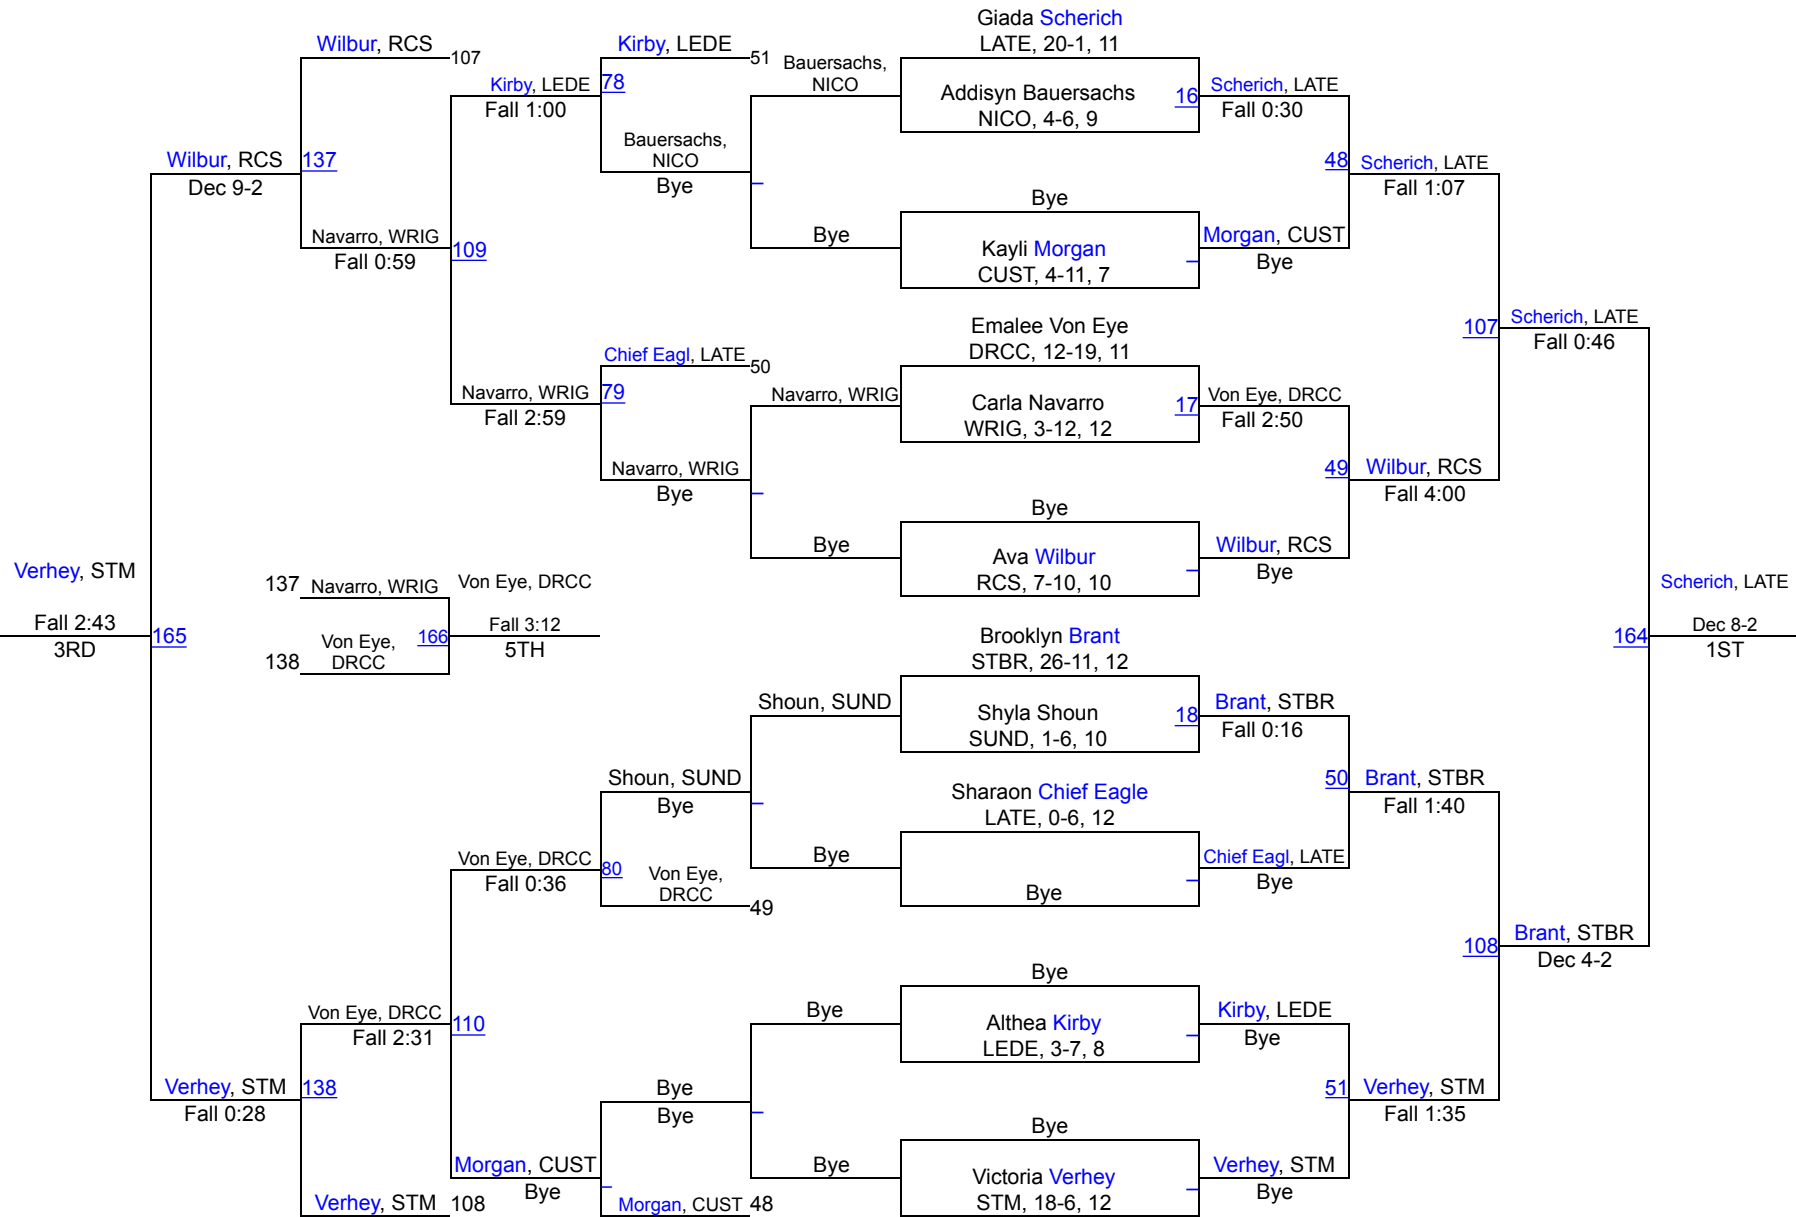 Giada Scherich
LATE, 20-1, 11
Addisyn Bauersachs
NICO, 4-6, 9
16
Bye
Kayli Morgan
CUST, 4-11, 7
Emalee Von Eye
DRCC, 12-19, 11
Carla Navarro
WRIG, 3-12, 12
17
Bye
Ava Wilbur
RCS, 7-10, 10
Brooklyn Brant
STBR, 26-11, 12
Shyla Shoun
SUND, 1-6, 10
18
Sharaon Chief Eagle
LATE, 0-6, 12
Bye
Bye
Althea Kirby
LEDE, 3-7, 8
Bye
Victoria Verhey
STM, 18-6, 12
Scherich, LATE
Fall 0:30
48
Morgan, CUST
Bye
Von Eye, DRCC
Fall 2:50
49
Wilbur, RCS
Bye
Brant, STBR
Fall 0:16
50
Chief Eagl, LATE
Bye
Kirby, LEDE
Bye
51
Verhey, STM
Bye
Scherich, LATE
Fall 1:07
107
Wilbur, RCS
Fall 4:00
Brant, STBR
Fall 1:40
108
Verhey, STM
Fall 1:35
Scherich, LATE
Fall 0:46
164
Brant, STBR
Dec 4-2
Scherich, LATE
Dec 8-2
1ST
Bauersachs,
NICO
Bye
Navarro, WRIG
Bye
Shoun, SUND
Bye
Bye
Bye
Kirby, LEDE
51
78
Bauersachs,
NICO
Bye
Chief Eagl, LATE
50
79
Navarro, WRIG
Bye
Shoun, SUND
Bye
80
Von Eye,
DRCC
49
Bye
Bye
Morgan, CUST
48
Kirby, LEDE
Fall 1:00
109
Navarro, WRIG
Fall 2:59
Von Eye, DRCC
Fall 0:36
110
Morgan, CUST
Bye
Wilbur, RCS
107
137
Navarro, WRIG
Fall 0:59
Von Eye, DRCC
Fall 2:31
138
Verhey, STM
108
Wilbur, RCS
Dec 9-2
165
Verhey, STM
Fall 0:28
Verhey, STM
Fall 2:43
3RD
137
Navarro, WRIG
138
Von Eye,
DRCC
166
Von Eye, DRCC
Fall 3:12
5TH